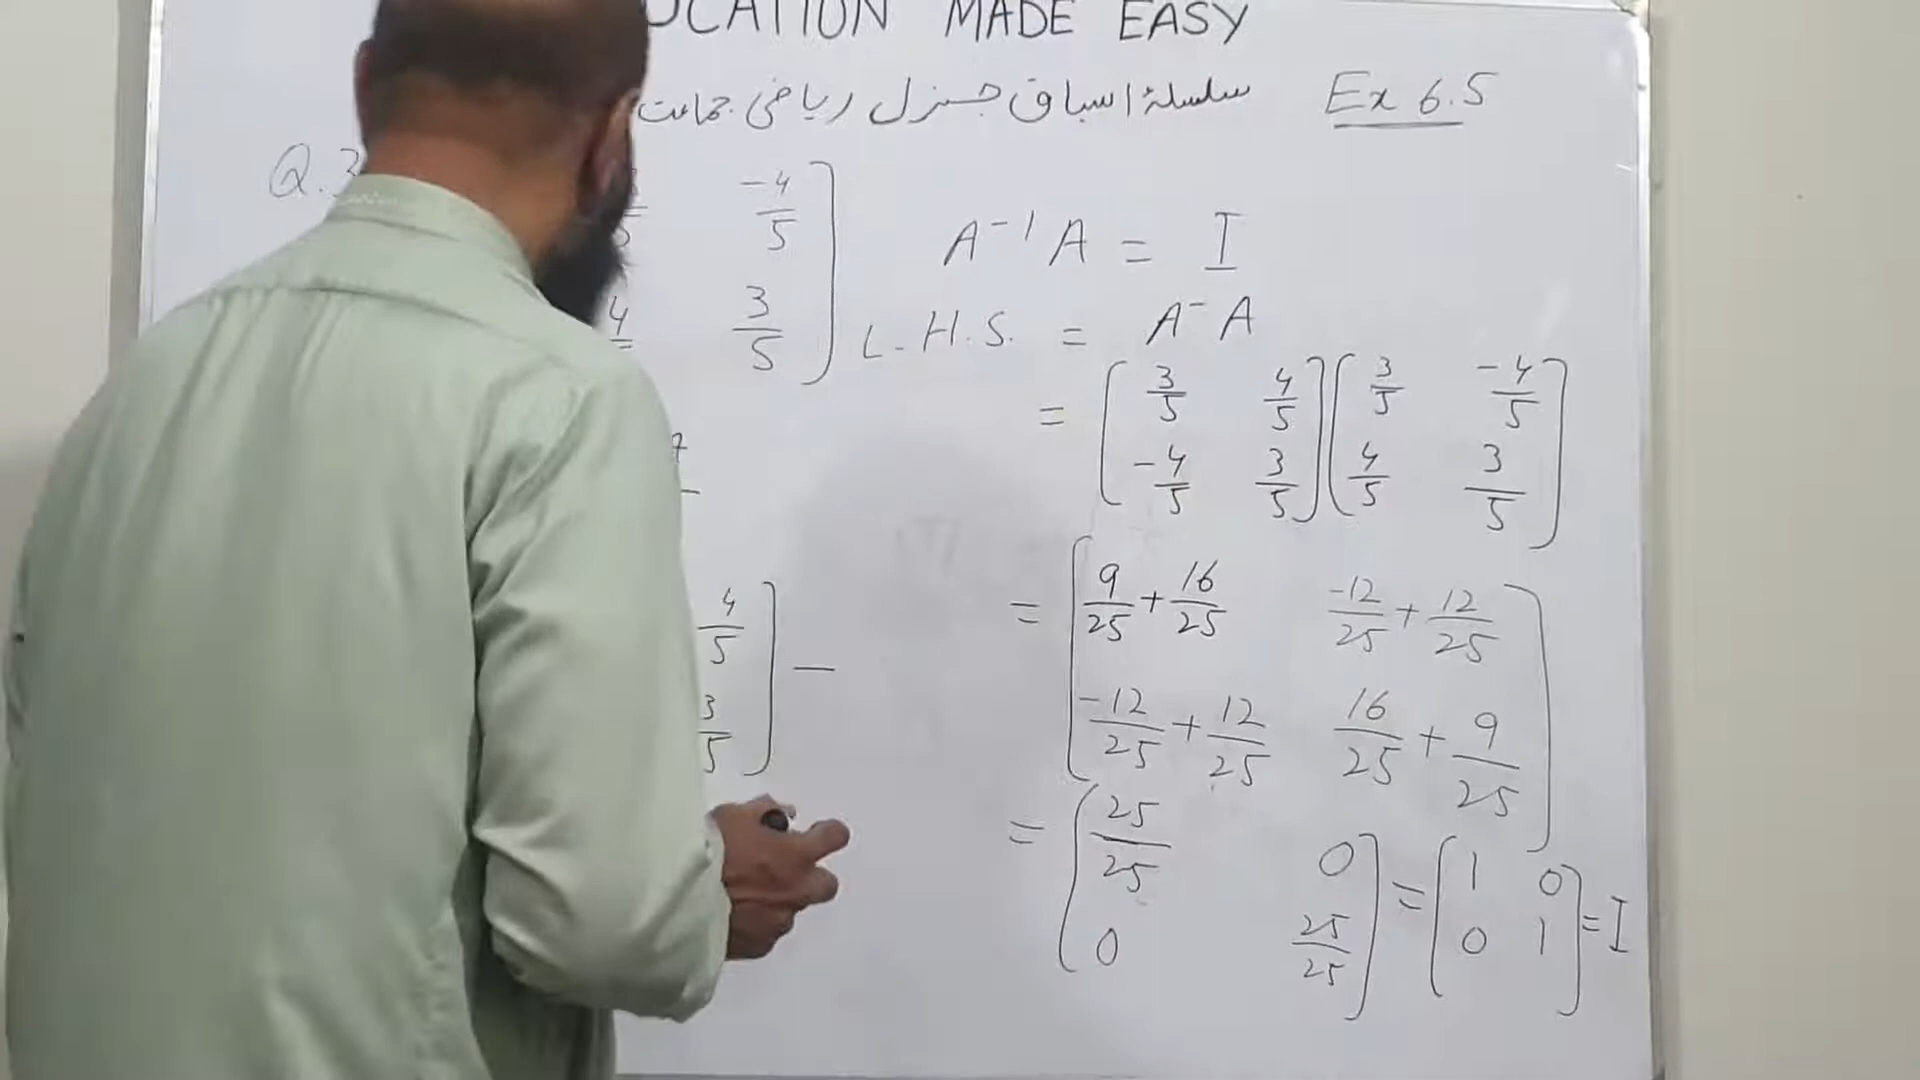 UCATION MADE EASY
سلسلۂ اسباق جنرل ریاضی جماعت
Ex 6.5
Q.3
-4/5
4 3/5
A⁻¹A = I
L.H.S. = A⁻A
= [3/5 4/5] [3/5 -4/5]
[-4/5 3/5] [4/5 3/5]
4/5
3/5
—
= [9/25 + 16/25 -12/25 + 12/25]
[-12/25 + 12/25 16/25 + 9/25]
= [25/25 0] = [1 0] = I
[0 25/25] [0 1]